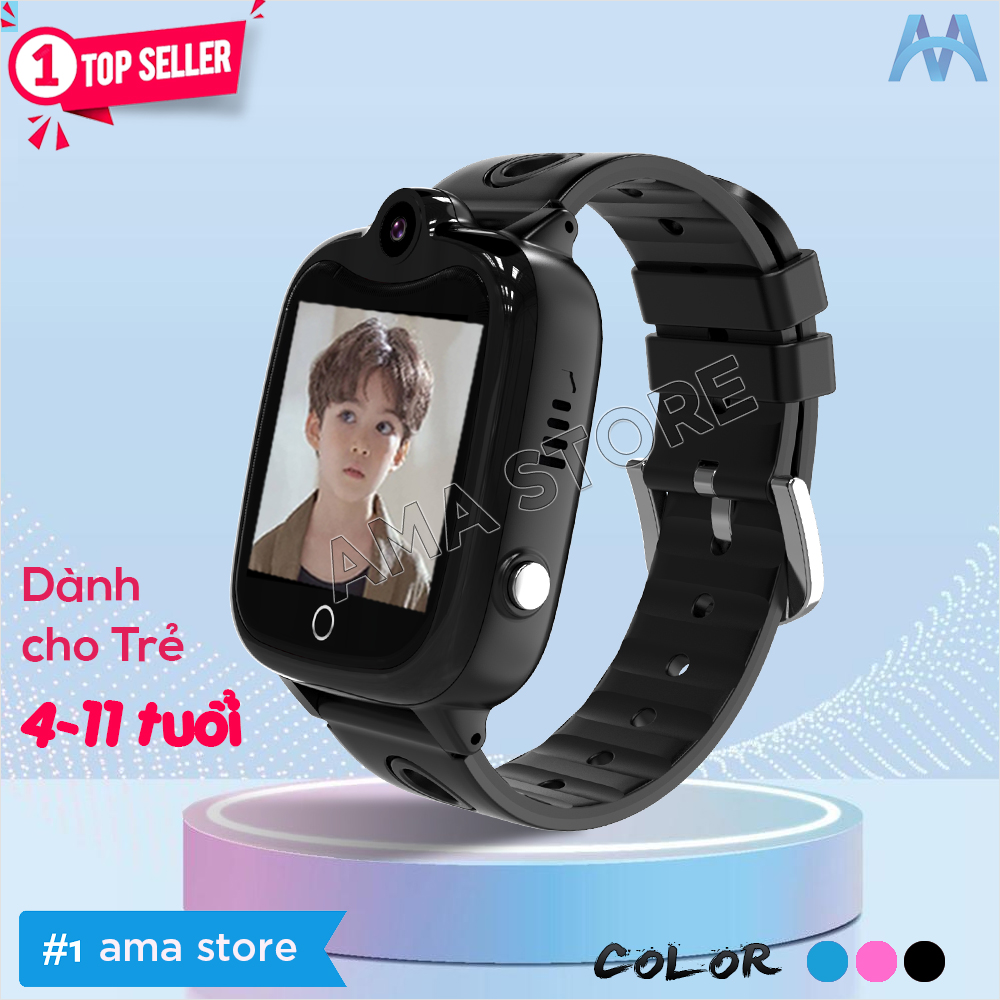 1 TOP SELLER
AMA STORE
Dành
cho Trẻ
4-11 tuổi
#1 ama store
COLOR